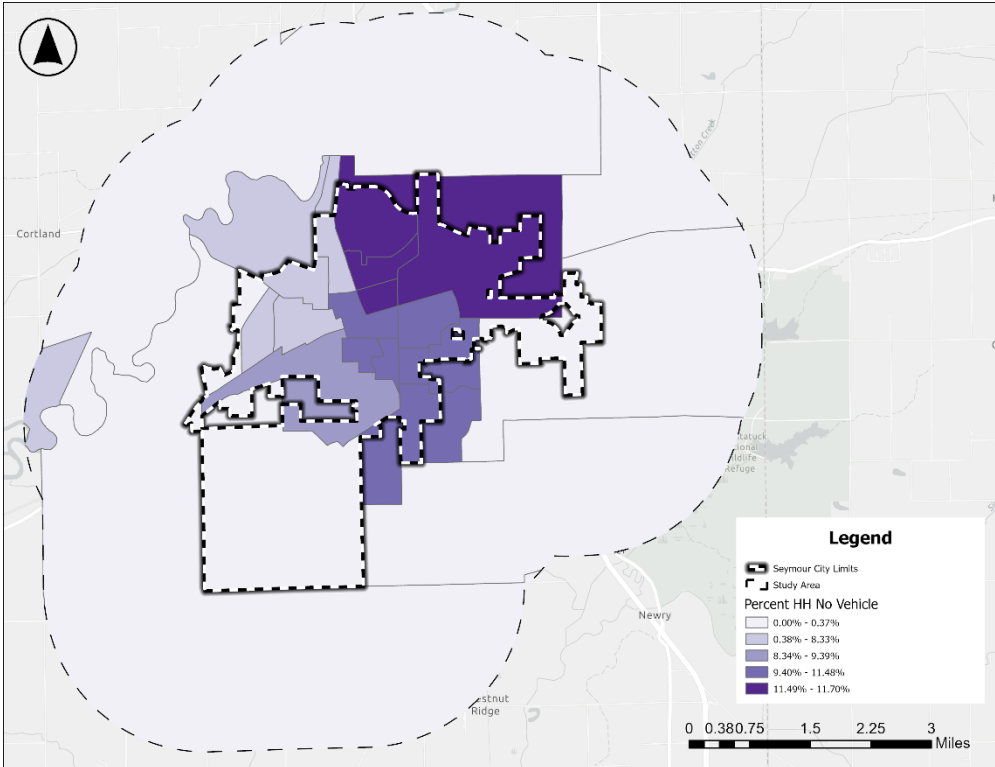 Cortland
Legend
Seymour City Limits
Study Area
Percent HH No Vehicle
0.00% - 0.37%
0.38% - 8.33%
8.34% - 9.39%
9.40% - 11.48%
11.49% - 11.70%
Newry
Ridge
0 0.38 0.75 1.5 2.25 3
Miles
Creek
Refuge